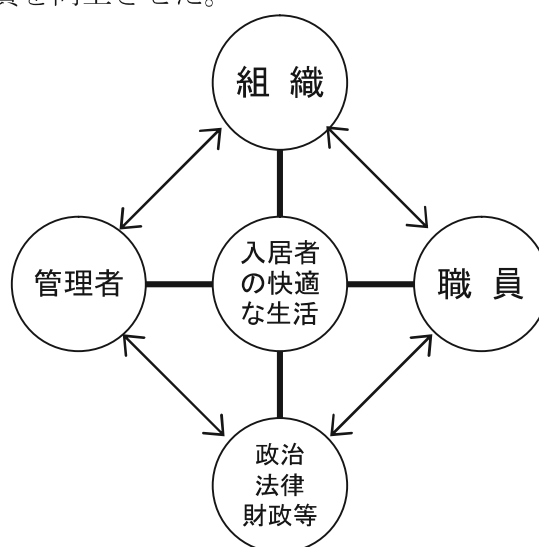 を向上させた。
組 織
管理者
入居者
の快適
な生活
職 員
政治
法律
財政等